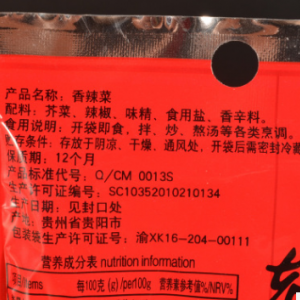 产品名称：香辣菜
配料：芥菜、辣椒、味精、食用盐、香辛料。
食用说明：开袋即食，拌、炒、熬汤等各类烹调。
贮存条件：存放于阴凉、干燥、通风处，开袋后需密封冷藏
保质期：12个月
产品标准代号：Q/CM 0013S
生产许可证编号：SC10352010210134
生产日期：见封口处
产地：贵州省贵阳市
包装袋生产许可证号：渝XK16-204-00111
营养成分表 nutrition information
项目/Items 每100克(g)/per100g 营养素参考值%/NRV%